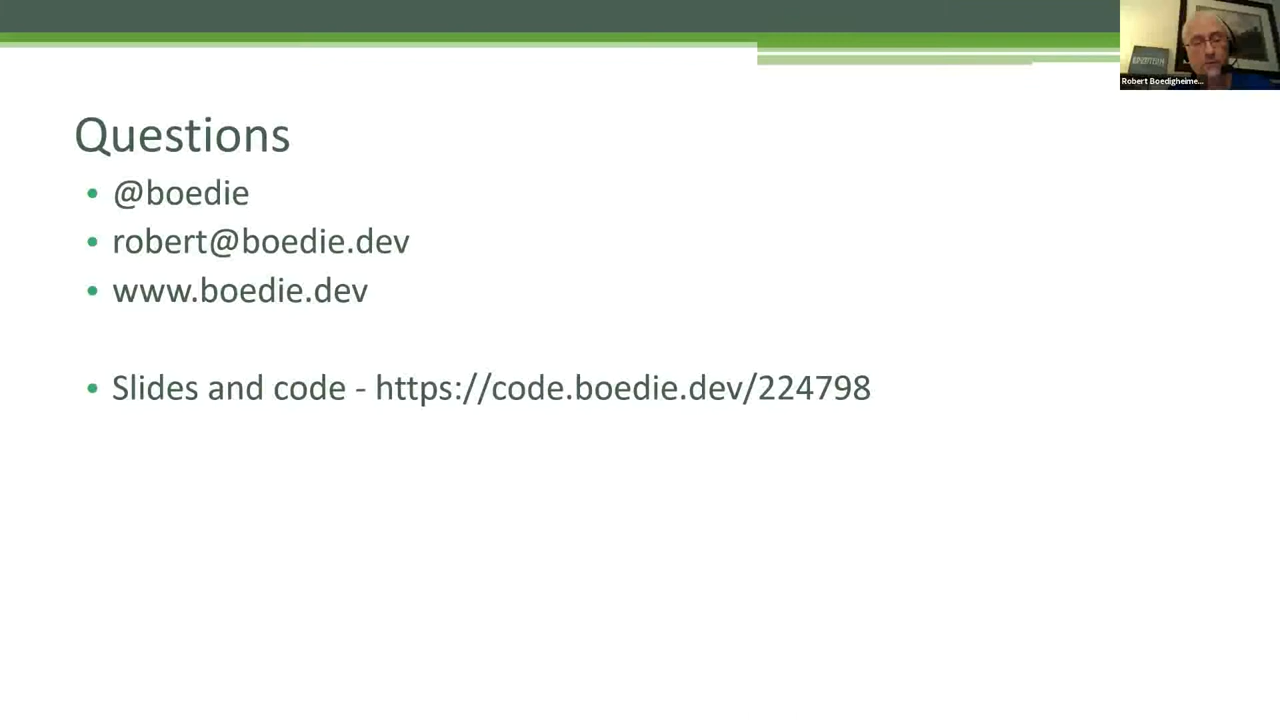 Robert Boedigheime...
Questions
• @boedie
• robert@boedie.dev
• www.boedie.dev
• Slides and code - https://code.boedie.dev/224798